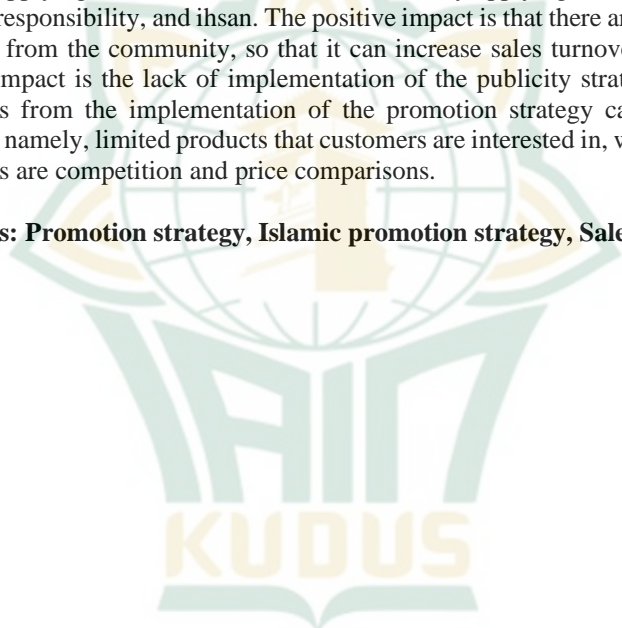 responsibility, and ihsan. The positive impact is that there ar
from the community, so that it can increase sales turnove
mpact is the lack of implementation of the publicity strat
s from the implementation of the promotion strategy ca
namely, limited products that customers are interested in, w
s are competition and price comparisons.
s: Promotion strategy, Islamic promotion strategy, Sale
IAIN
KUDUS